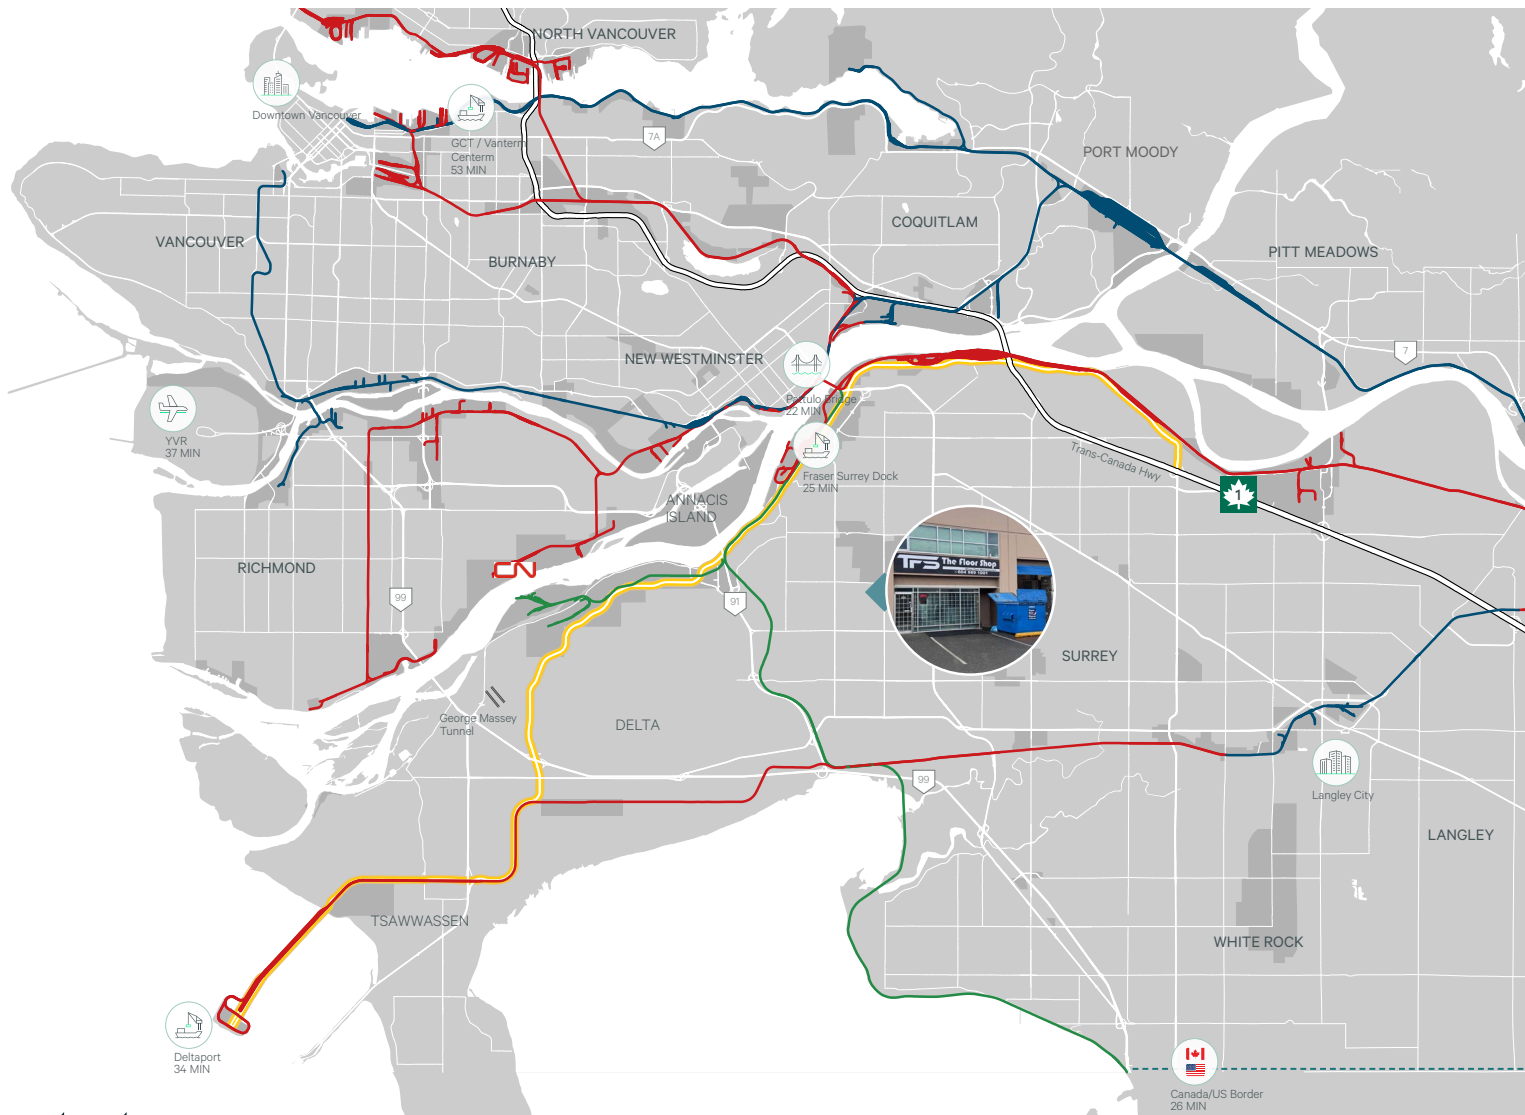 NORTH VANCOUVER
Downtown Vancouver
GCT / Vanterm
Centerm
53 MIN
7A
PORT MOODY
COQUITLAM
VANCOUVER
BURNABY
PITT MEADOWS
NEW WESTMINSTER
7
Pattulo Bridge
22 MIN
YVR
37 MIN
Trans-Canada Hwy
Fraser Surrey Dock
25 MIN
1
ANNACIS
ISLAND
TFS The Floor Shop
RICHMOND
CN
99
91
SURREY
George Massey
Tunnel
DELTA
99
Langley City
LANGLEY
TSAWWASSEN
WHITE ROCK
Deltaport
34 MIN
Canada/US Border
26 MIN